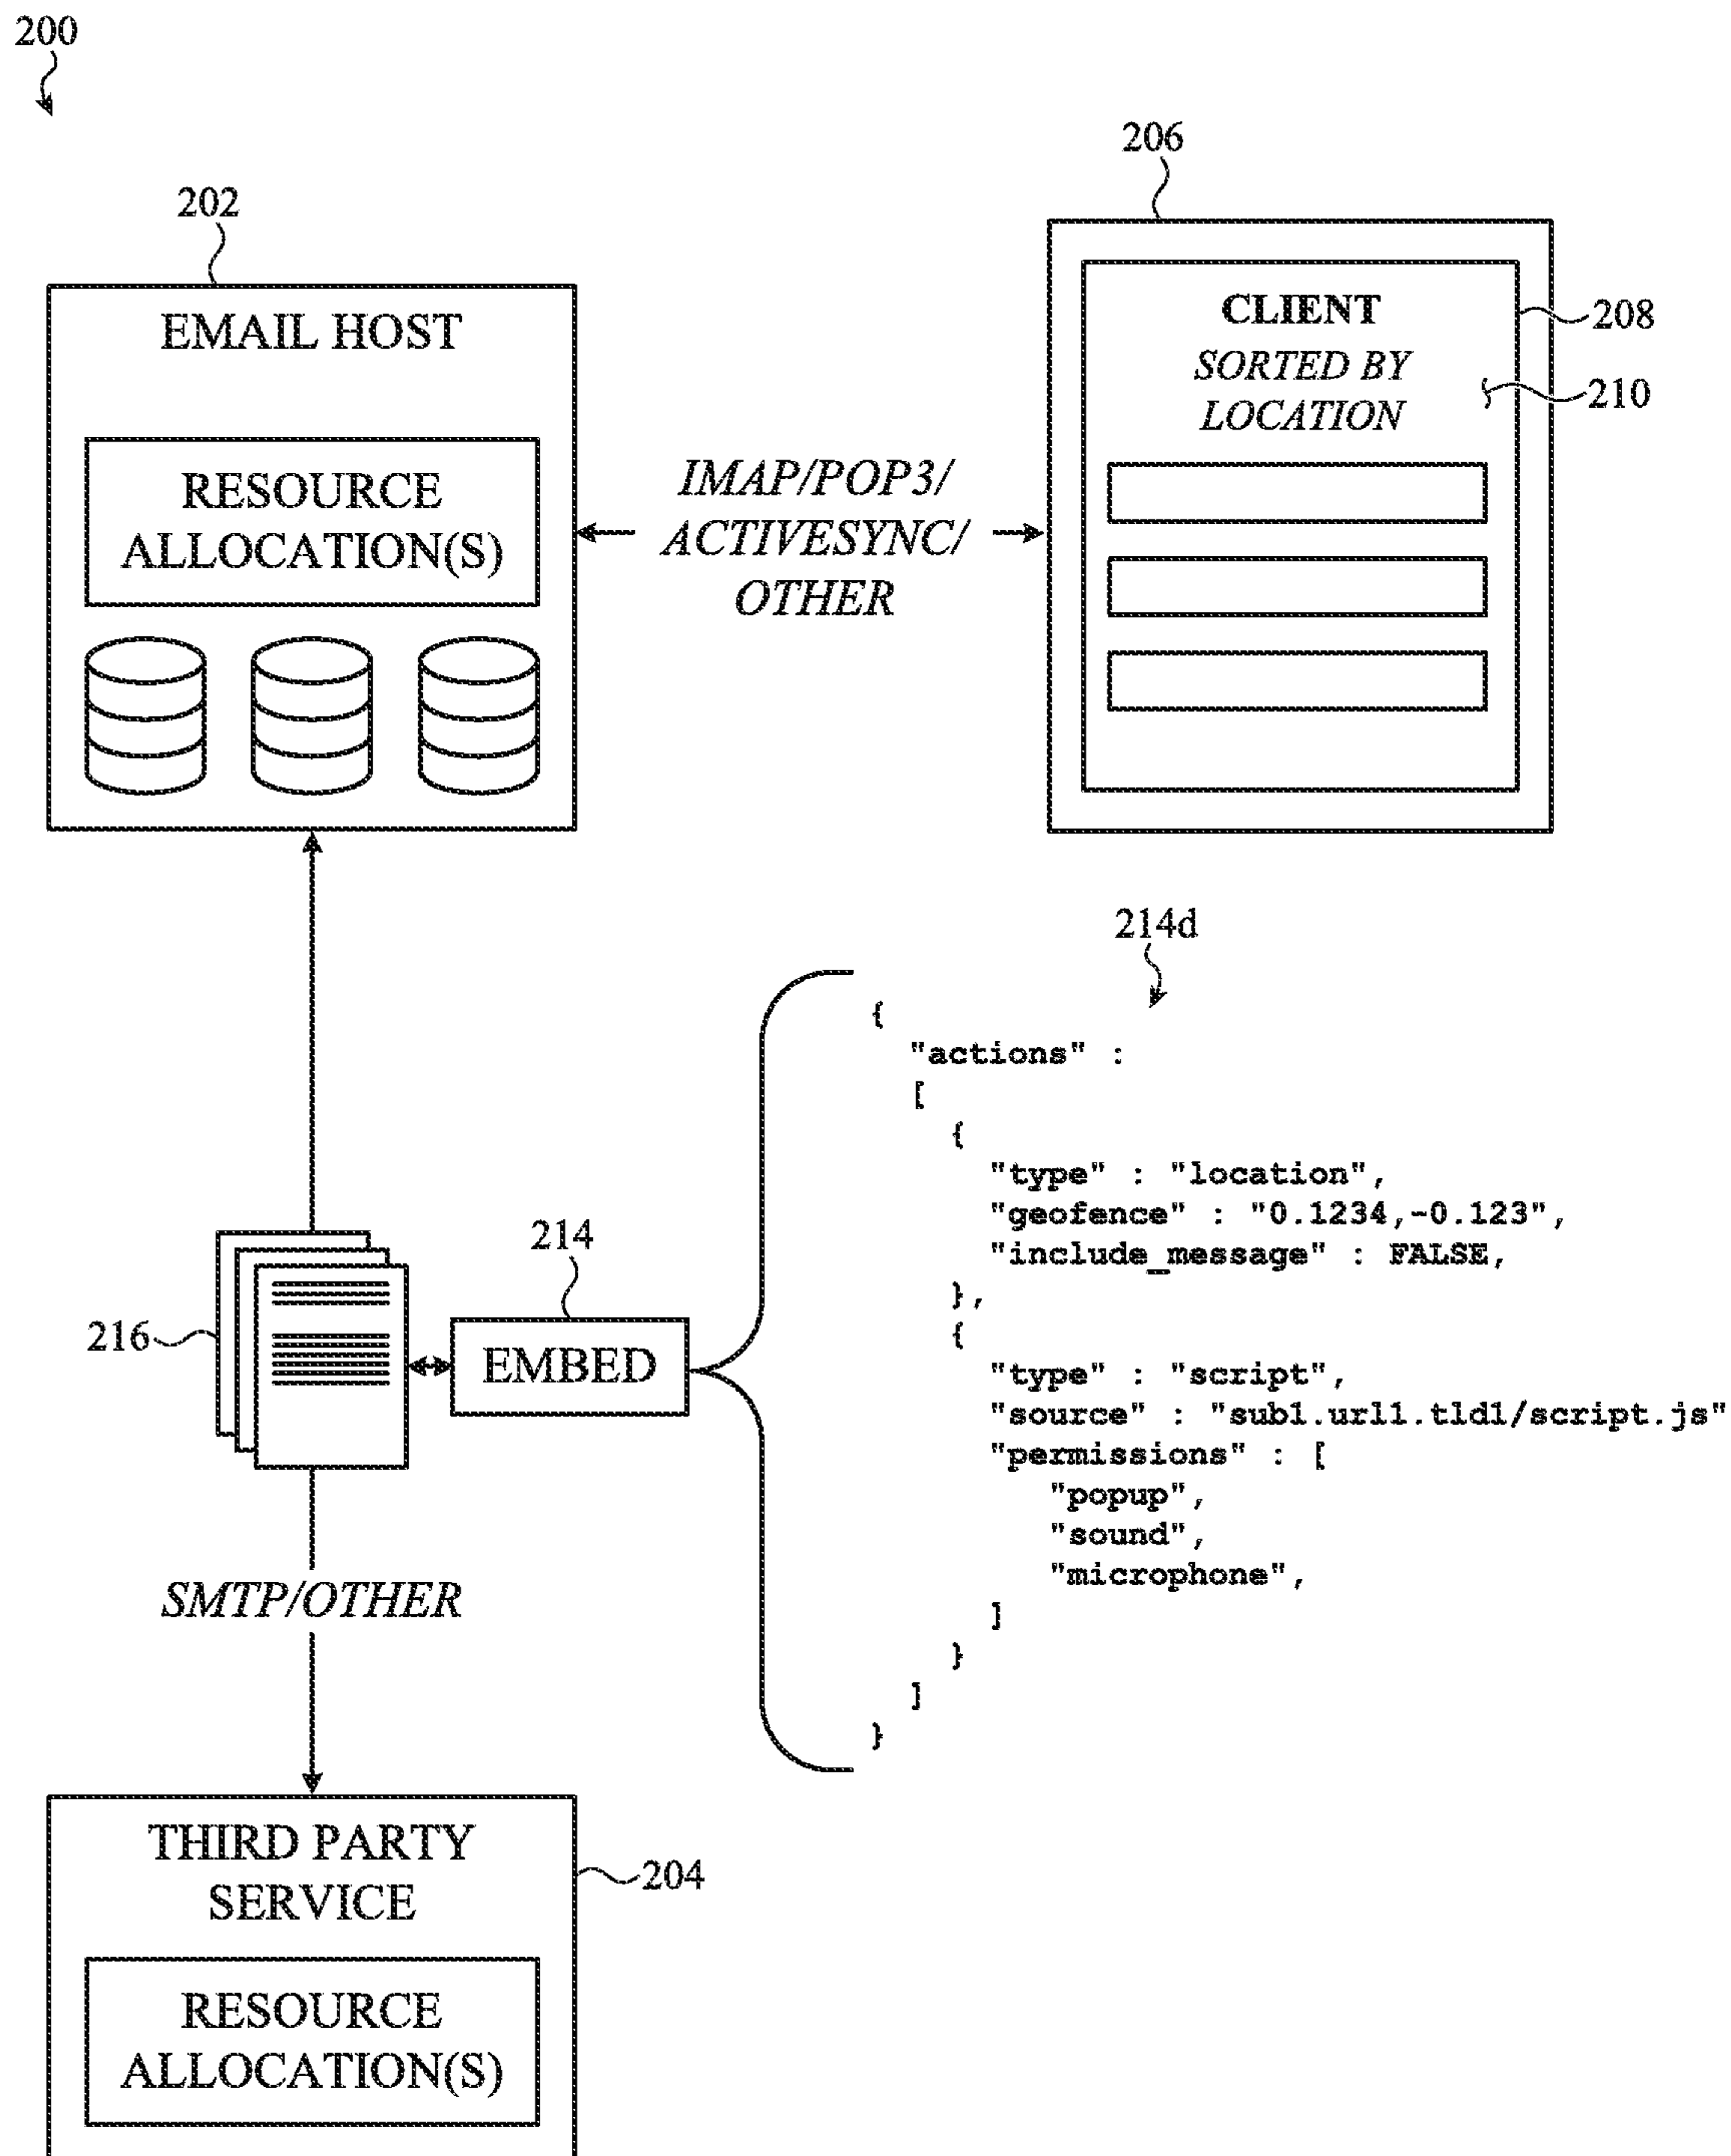 200
206
202
EMAIL HOST
RESOURCE
ALLOCATION(S)
IMAP/POP3/
ACTIVESYNC/
OTHER
CLIENT
SORTED BY
LOCATION
208
210
214d
{
"actions" :
[
{
"type" : "location",
"geofence" : "0.1234,-0.123",
"include_message" : FALSE,
},
{
"type" : "script",
"source" : "sub1.url1.tld1/script.js"
"permissions" : [
"popup",
"sound",
"microphone",
]
}
]
}
214
EMBED
216
SMTP/OTHER
THIRD PARTY
SERVICE
204
RESOURCE
ALLOCATION(S)